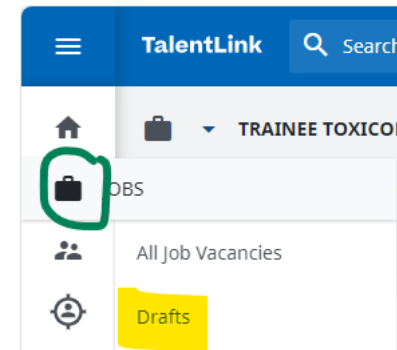 TalentLink Search
TRAINEE TOXICO
OBS
All Job Vacancies
Drafts